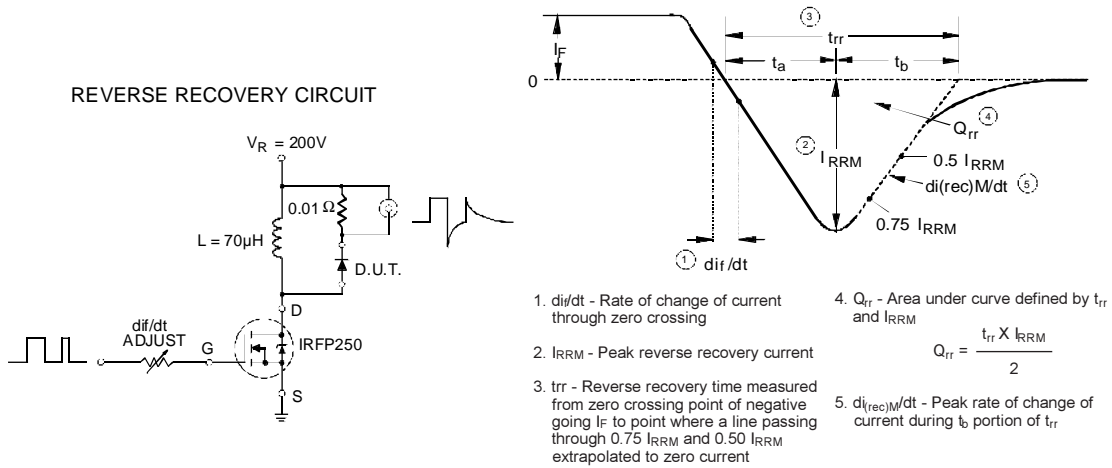 REVERSE RECOVERY CIRCUIT
V_R = 200V
0.01 Ω
L = 70µH
D.U.T.
D
dif/dt
ADJUST
G
IRFP250
S
3
trr
I_F
ta
tb
0
Q_rr 4
2 I_RRM
0.5 I_RRM
di(rec)M/dt 5
0.75 I_RRM
1 dif/dt
1. dif/dt - Rate of change of current
through zero crossing
2. I_RRM - Peak reverse recovery current
3. trr - Reverse recovery time measured
from zero crossing point of negative
going I_F to point where a line passing
through 0.75 I_RRM and 0.50 I_RRM
extrapolated to zero current
4. Q_rr - Area under curve defined by t_rr
and I_RRM
t_rr X I_RRM
Q_rr =
2
5. di(rec)M/dt - Peak rate of change of
current during t_b portion of t_rr